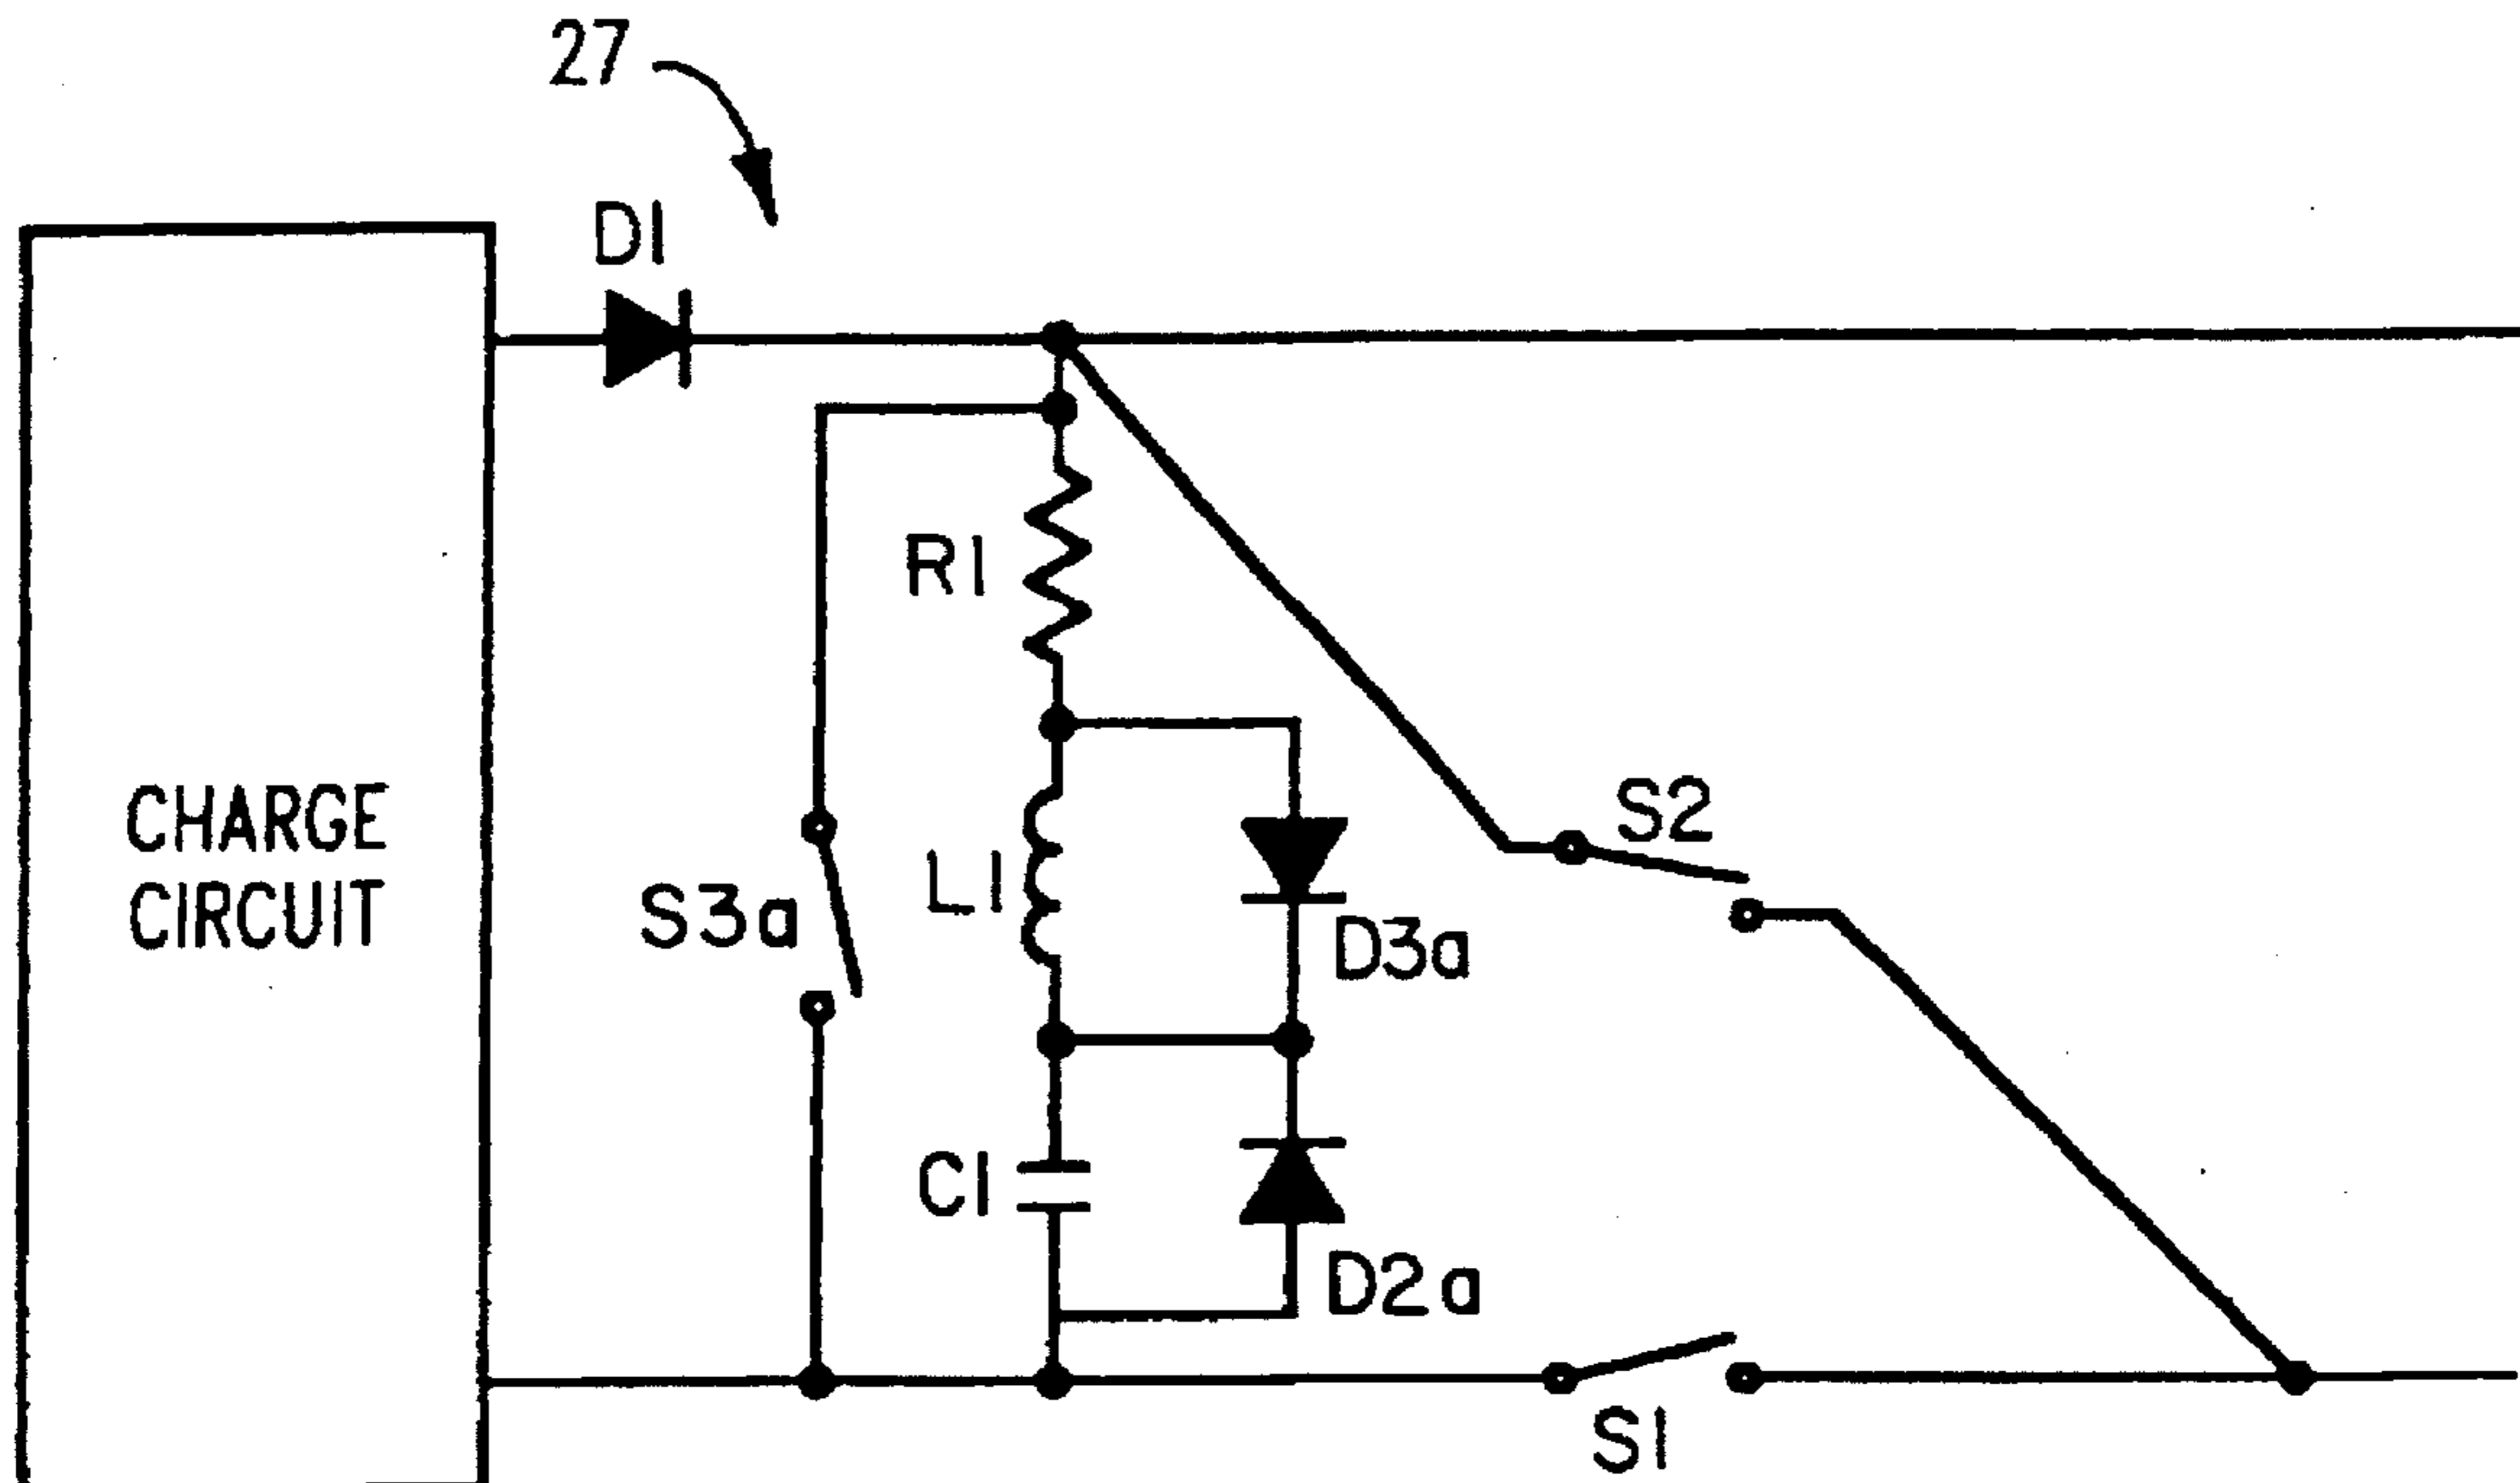 27
D1
R1
S2
CHARGE
CIRCUIT
S3a
L1
D3a
C1
D2a
S1